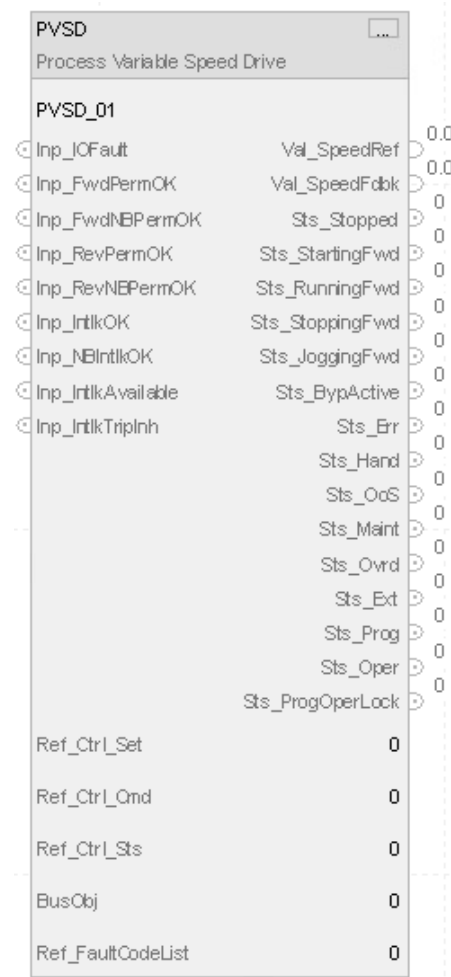 PVSD ...
Process Variable Speed Drive
PVSD_01
Inp_IOFault Val_SpeedRef 0.0
Inp_FwdPermOK Val_SpeedFdbk 0.0
Inp_FwdNBPermOK Sts_Stopped 0
Inp_RevPermOK Sts_StartingFwd 0
Inp_RevNBPermOK Sts_RunningFwd 0
Inp_IntlkOK Sts_StoppingFwd 0
Inp_NBIntlkOK Sts_JoggingFwd 0
Inp_IntlkAvailable Sts_BypActive 0
Inp_IntlkTripInh Sts_Err 0
Sts_Hand 0
Sts_OoS 0
Sts_Maint 0
Sts_Ovrd 0
Sts_Ext 0
Sts_Prog 0
Sts_Oper 0
Sts_ProgOperLock 0
Ref_Ctrl_Set 0
Ref_Ctrl_Cmd 0
Ref_Ctrl_Sts 0
BusObj 0
Ref_FaultCodeList 0